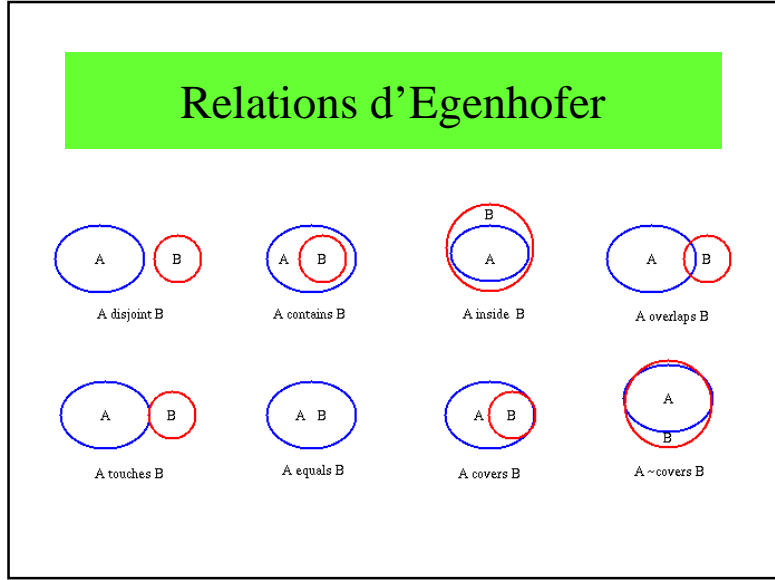 Relations d’Egenhofer
A B
A disjoint B
A B
A contains B
B
A
A inside B
A B
A overlaps B
A B
A touches B
A B
A equals B
A B
A covers B
A
B
A ~covers B